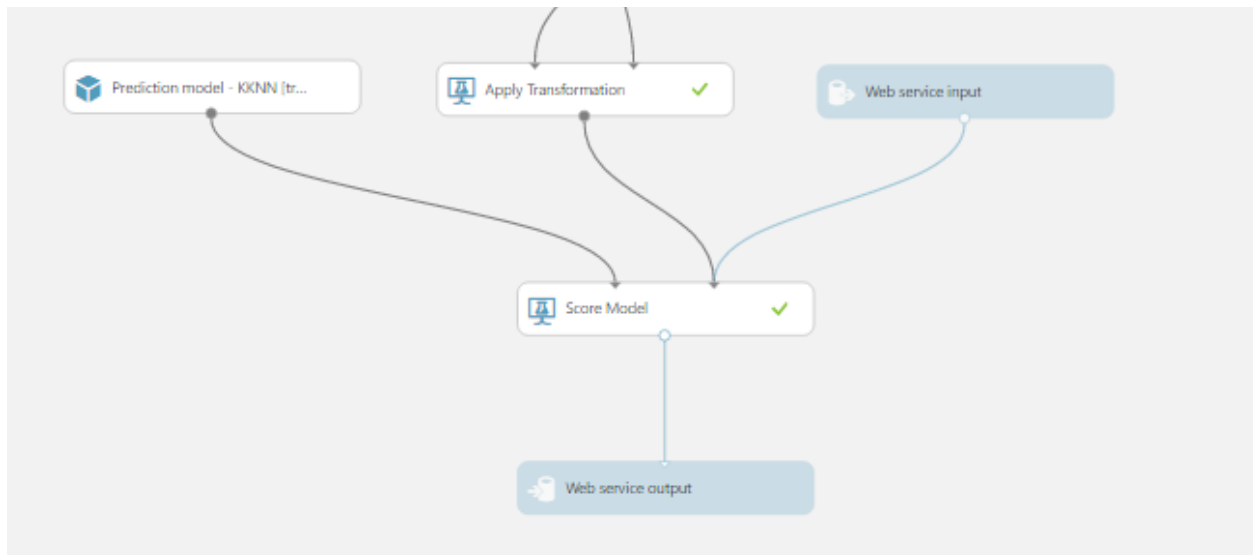 Prediction model - KKNN [tr...
Apply Transformation
Web service input
Score Model
Web service output